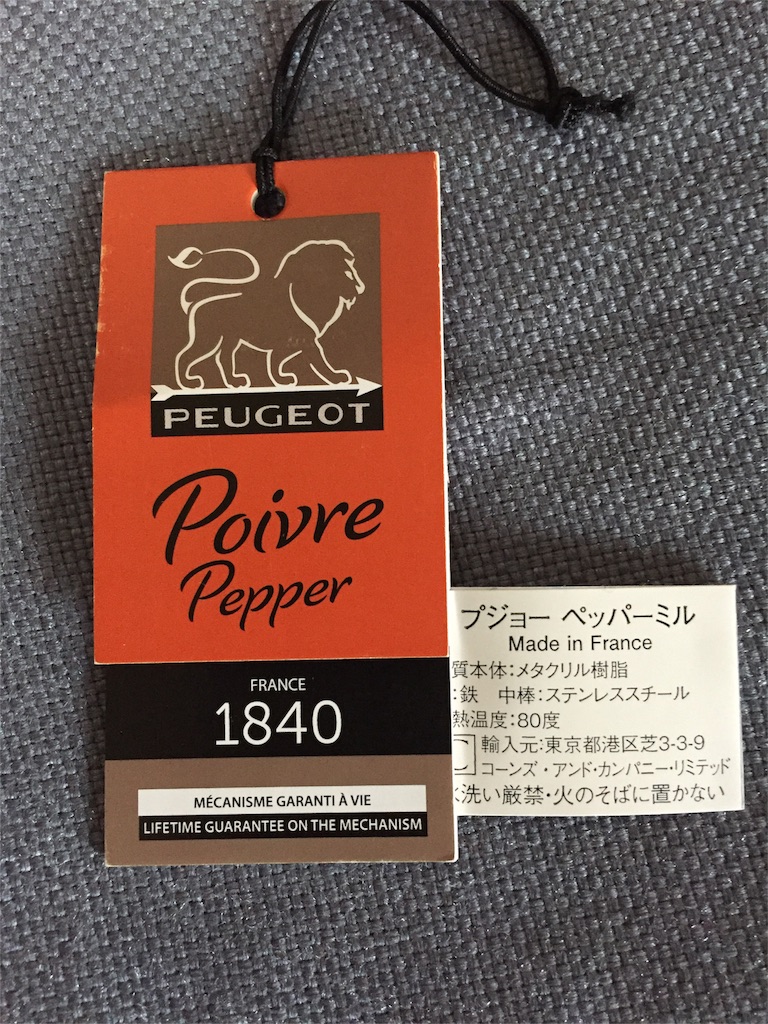 PEUGEOT
Poivre
Pepper
FRANCE
1840
MÉCANISME GARANTI À VIE
LIFETIME GUARANTEE ON THE MECHANISM
プジョー ペッパーミル
Made in France
質本体:メタクリル樹脂
:鉄 中棒:ステンレススチール
熱温度:80度
輸入元:東京都港区芝3-3-9
コーンズ・アンド・カンパニー・リミテッド
洗い厳禁・火のそばに置かない